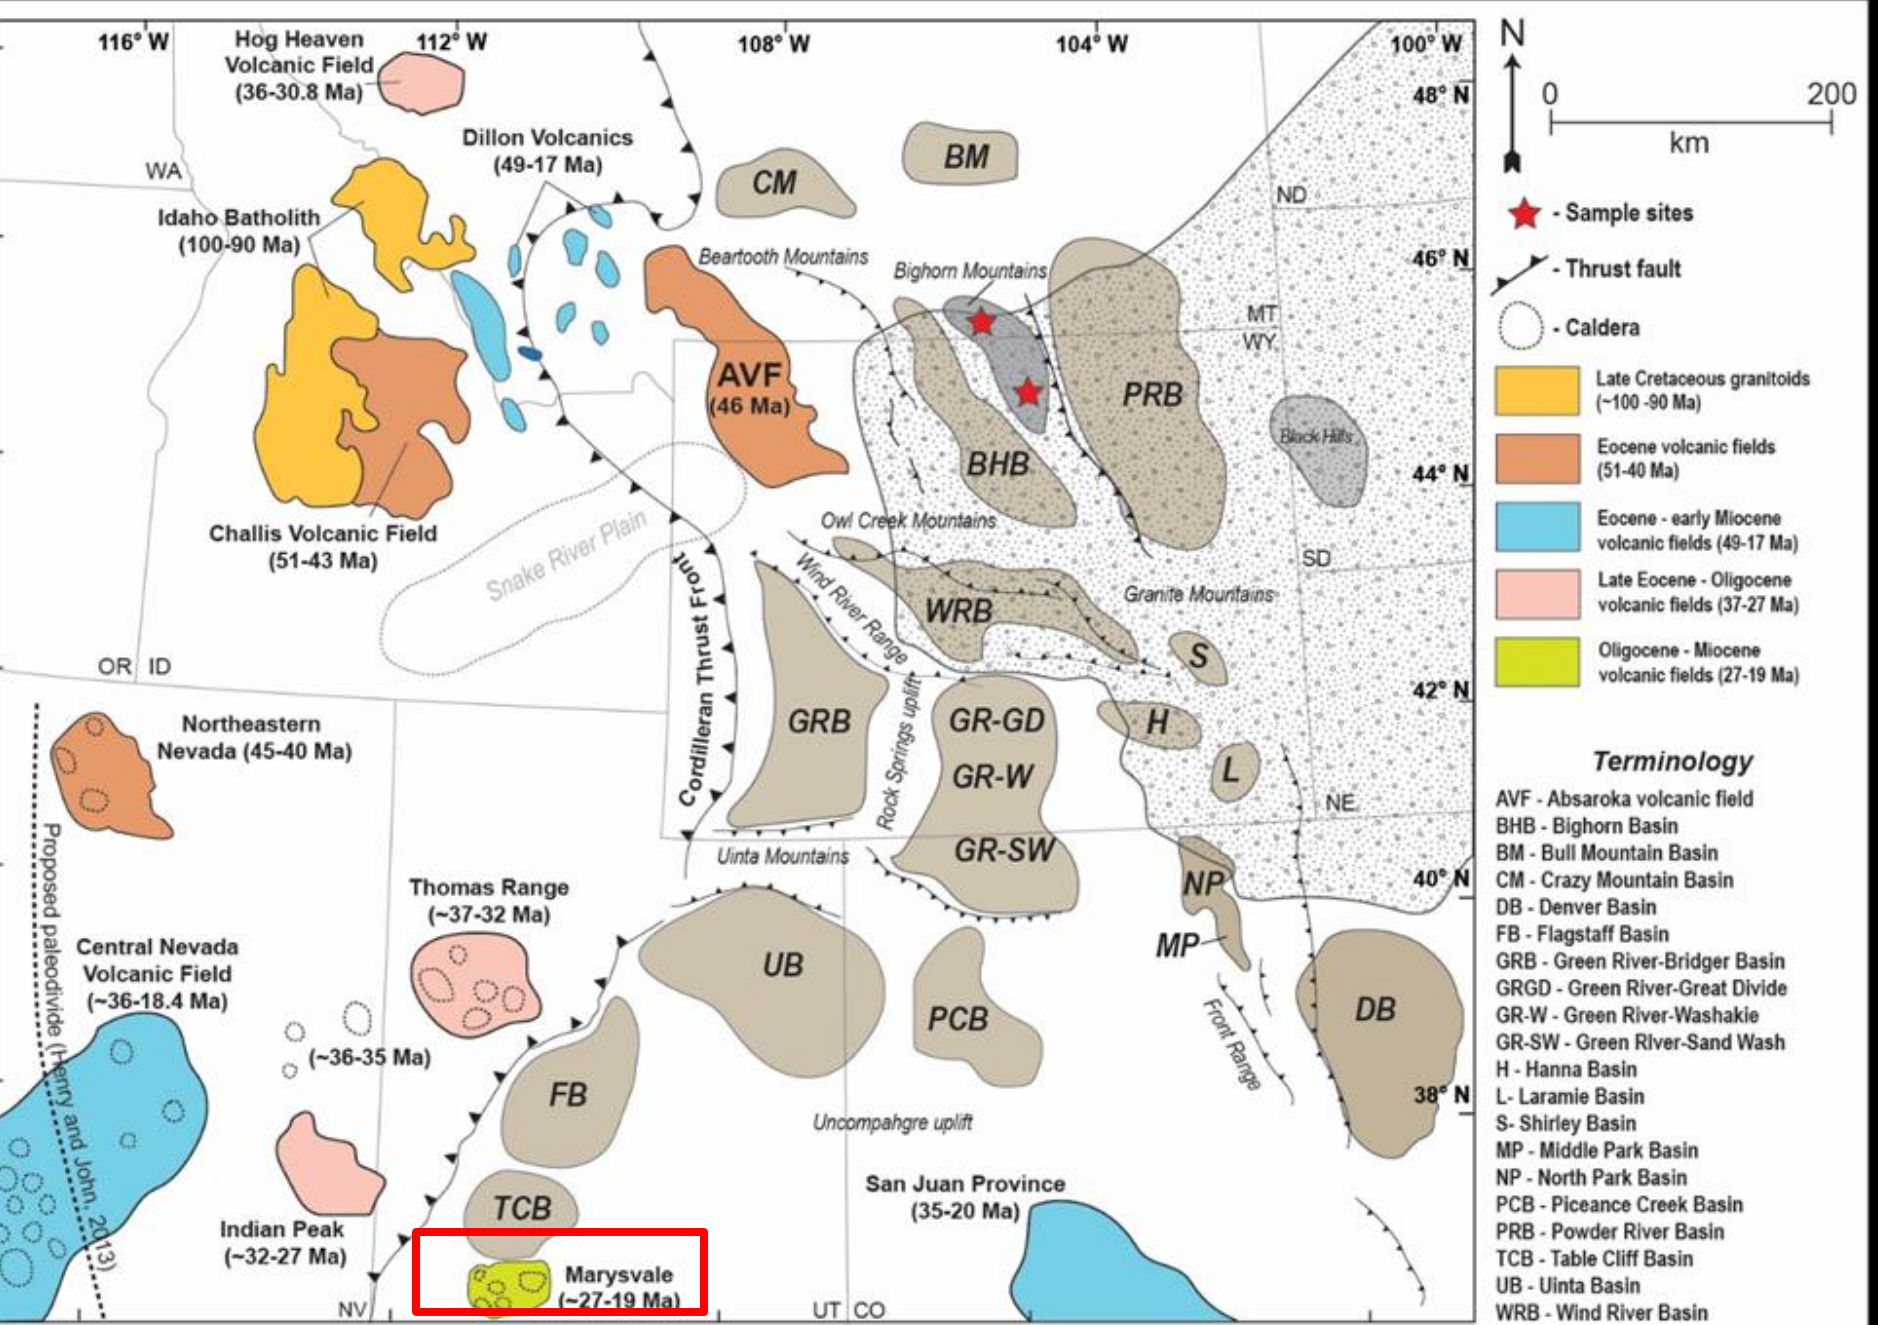 116° W
112° W
108° W
104° W
100° W
48° N
46° N
44° N
42° N
40° N
38° N
Hog Heaven
Volcanic Field
(36-30.8 Ma)
Dillon Volcanics
(49-17 Ma)
WA
Idaho Batholith
(100-90 Ma)
CM
BM
ND
Beartooth Mountains
Bighorn Mountains
MT
WY
AVF
(46 Ma)
PRB
BHB
Black Hills
Challis Volcanic Field
(51-43 Ma)
Snake River Plain
Owl Creek Mountains
SD
Cordilleran Thrust Front
Wind River Range
WRB
Granite Mountains
S
OR
ID
Northeastern
Nevada (45-40 Ma)
GRB
Rock Springs uplift
GR-GD
GR-W
GR-SW
H
L
NE
Uinta Mountains
Proposed paleodivide (Henry and John, 2013)
Thomas Range
(~37-32 Ma)
NP
MP
Central Nevada
Volcanic Field
(~36-18.4 Ma)
UB
PCB
DB
Front Range
(~36-35 Ma)
FB
Uncompahgre uplift
TCB
San Juan Province
(35-20 Ma)
Indian Peak
(~32-27 Ma)
Marysvale
(~27-19 Ma)
NV
UT
CO
N
0
200
km
- Sample sites
- Thrust fault
- Caldera
Late Cretaceous granitoids
(~100 -90 Ma)
Eocene volcanic fields
(51-40 Ma)
Eocene - early Miocene
volcanic fields (49-17 Ma)
Late Eocene - Oligocene
volcanic fields (37-27 Ma)
Oligocene - Miocene
volcanic fields (27-19 Ma)
Terminology
AVF - Absaroka volcanic field
BHB - Bighorn Basin
BM - Bull Mountain Basin
CM - Crazy Mountain Basin
DB - Denver Basin
FB - Flagstaff Basin
GRB - Green River-Bridger Basin
GRGD - Green River-Great Divide
GR-W - Green River-Washakie
GR-SW - Green RIver-Sand Wash
H - Hanna Basin
L- Laramie Basin
S- Shirley Basin
MP - Middle Park Basin
NP - North Park Basin
PCB - Piceance Creek Basin
PRB - Powder River Basin
TCB - Table Cliff Basin
UB - Uinta Basin
WRB - Wind River Basin